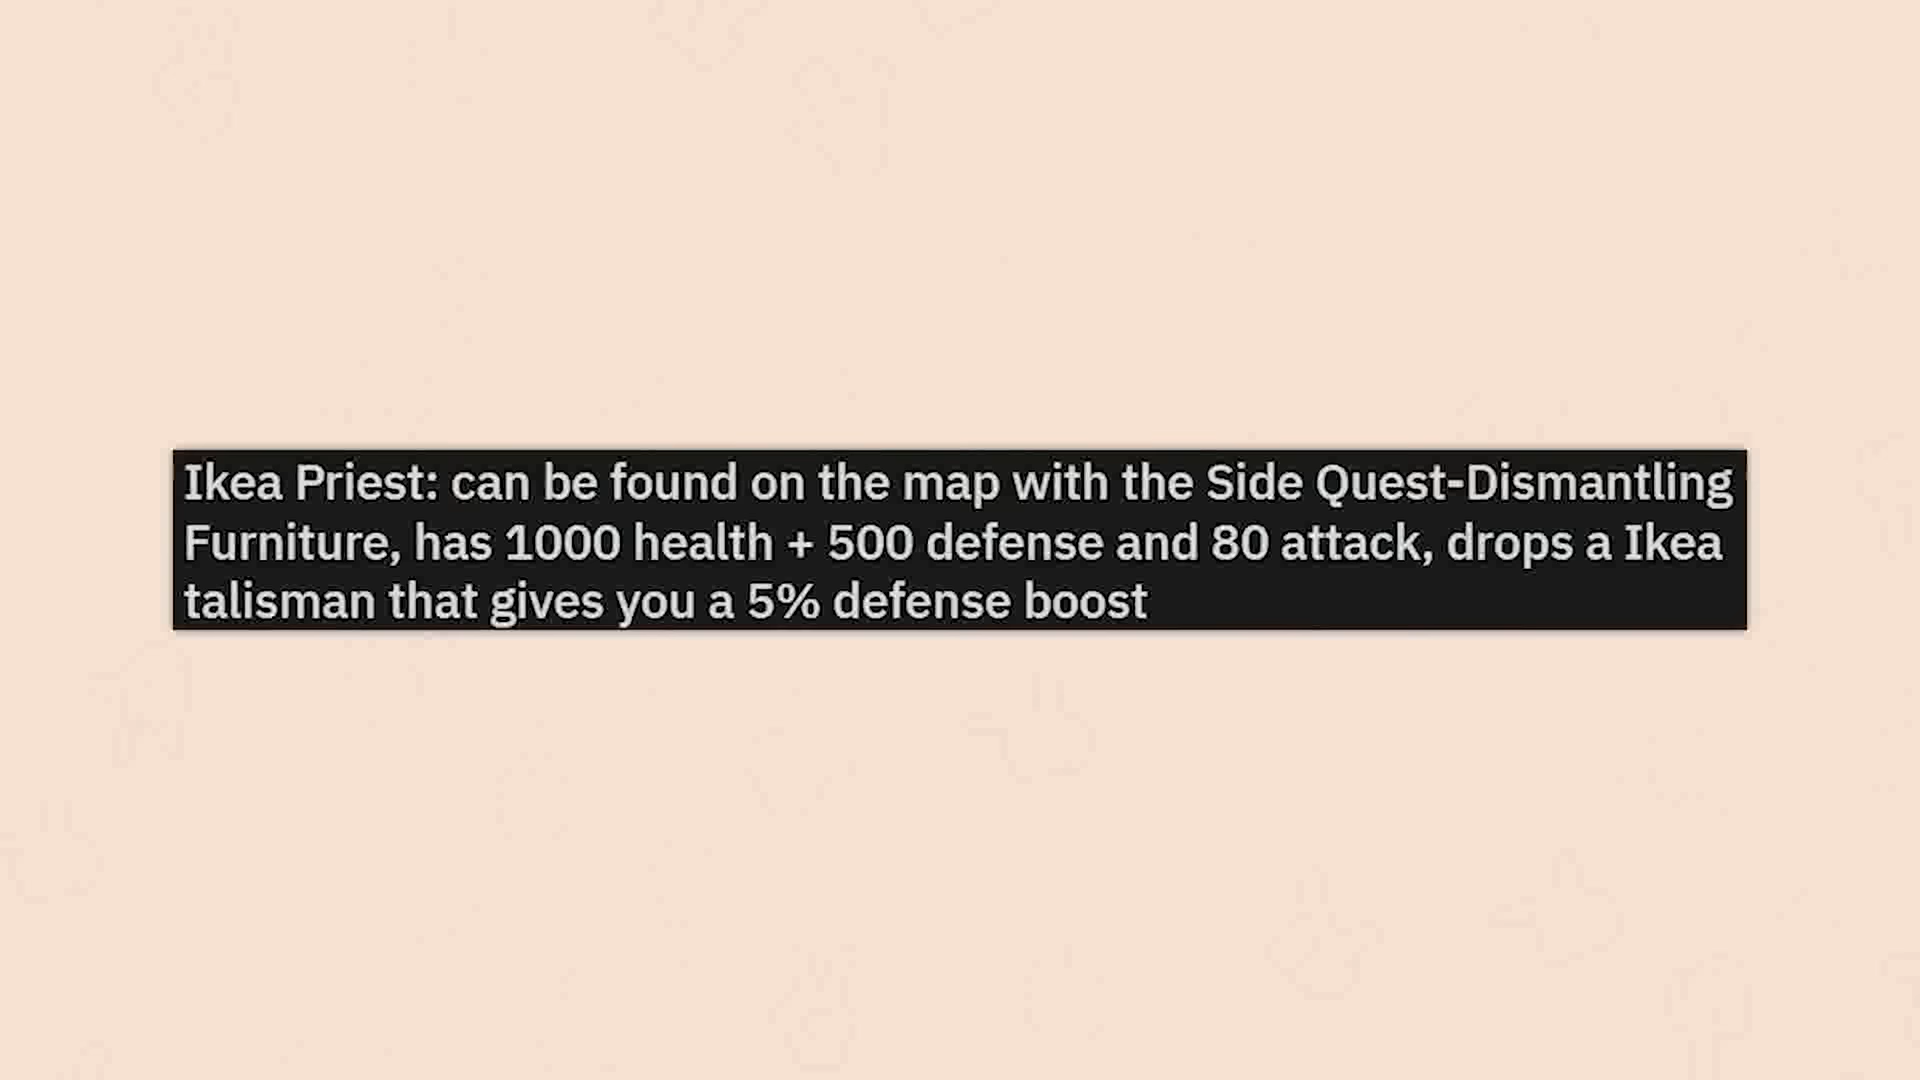 Ikea Priest: can be found on the map with the Side Quest-Dismantling
Furniture, has 1000 health + 500 defense and 80 attack, drops a Ikea
talisman that gives you a 5% defense boost